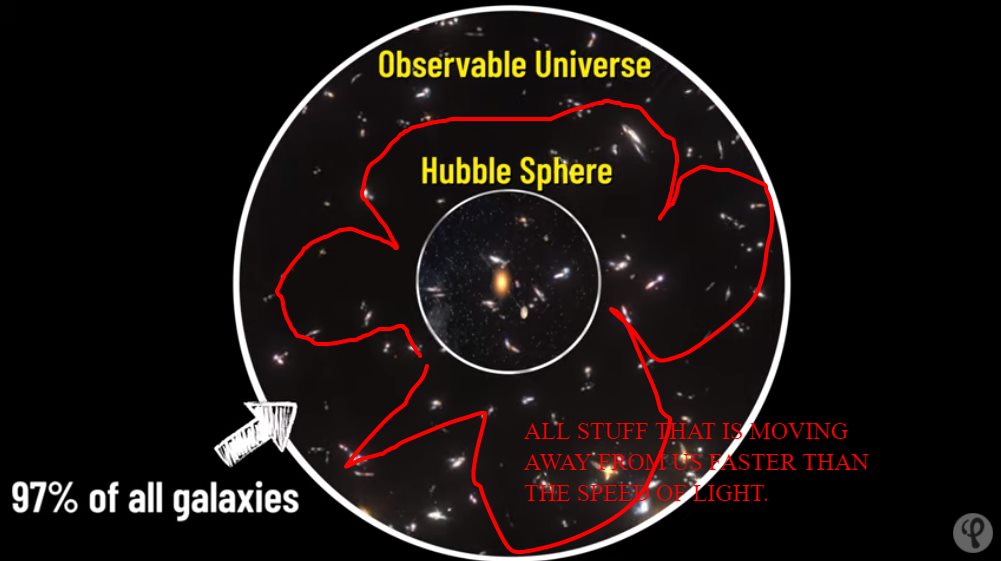 Observable Universe
Hubble Sphere
ALL STUFF THAT IS MOVING
AWAY FROM US FASTER THAN
THE SPEED OF LIGHT.
97% of all galaxies